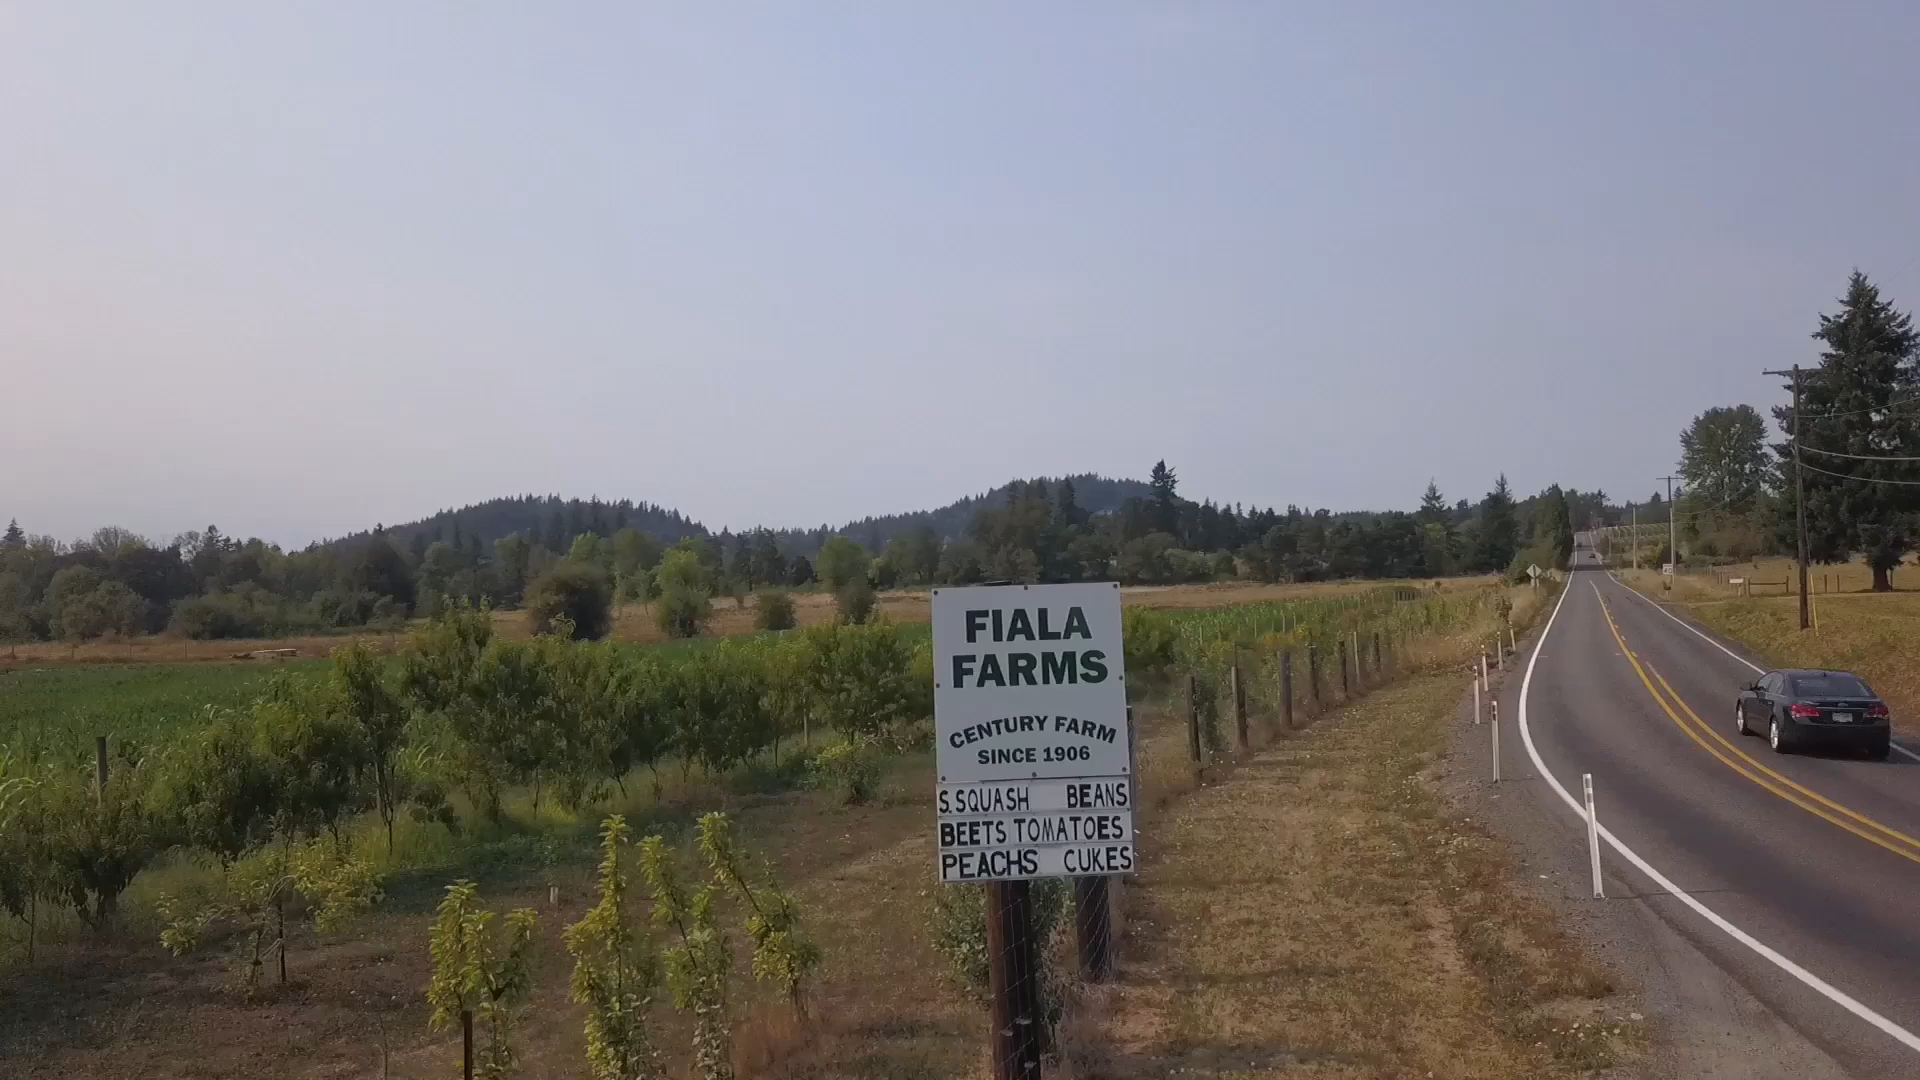 FIALA
FARMS
CENTURY FARM
SINCE 1906
S. SQUASH BEANS
BEETS TOMATOES
PEACHS CUKES